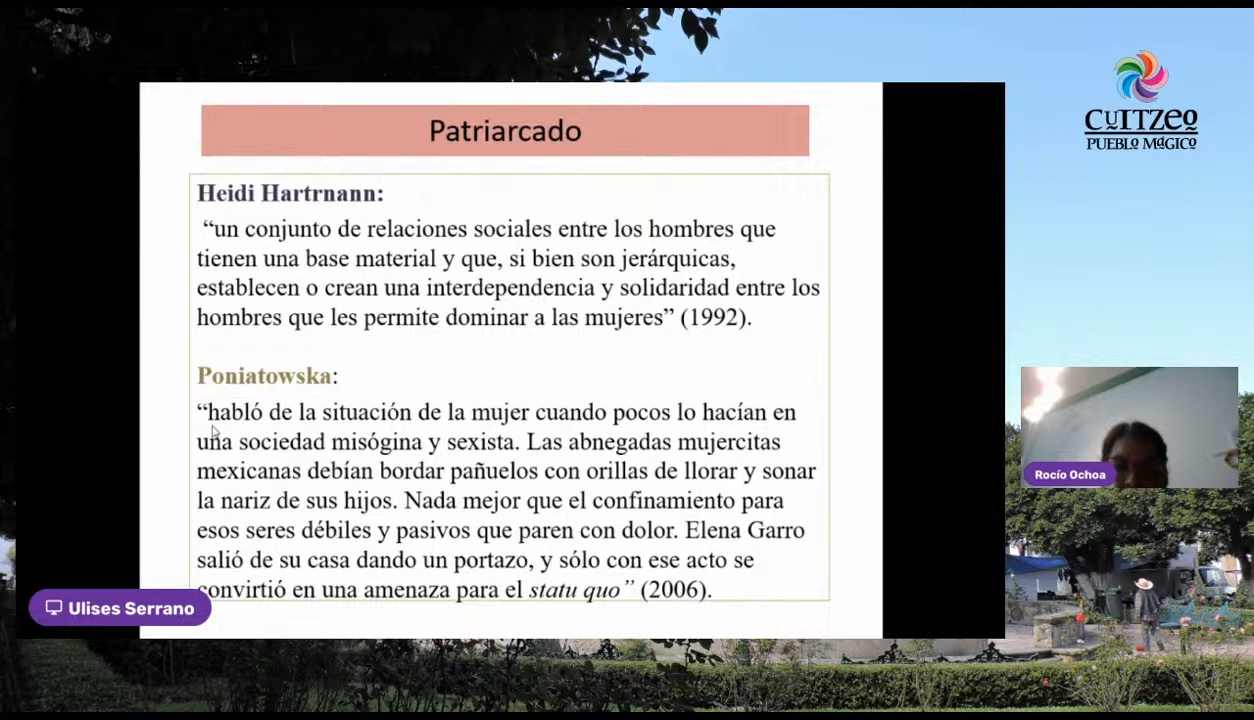 Patriarcado
Heidi Hartrnann:
“un conjunto de relaciones sociales entre los hombres que
tienen una base material y que, si bien son jerárquicas,
establecen o crean una interdependencia y solidaridad entre los
hombres que les permite dominar a las mujeres” (1992).
Poniatowska:
“habló de la situación de la mujer cuando pocos lo hacían en
una sociedad misógina y sexista. Las abnegadas mujercitas
mexicanas debían bordar pañuelos con orillas de llorar y sonar
la nariz de sus hijos. Nada mejor que el confinamiento para
esos seres débiles y pasivos que paren con dolor. Elena Garro
salió de su casa dando un portazo, y sólo con ese acto se
convirtió en una amenaza para el statu quo” (2006).
Ulises Serrano
CUITZEO
PUEBLO MÁGICO
Rocío Ochoa